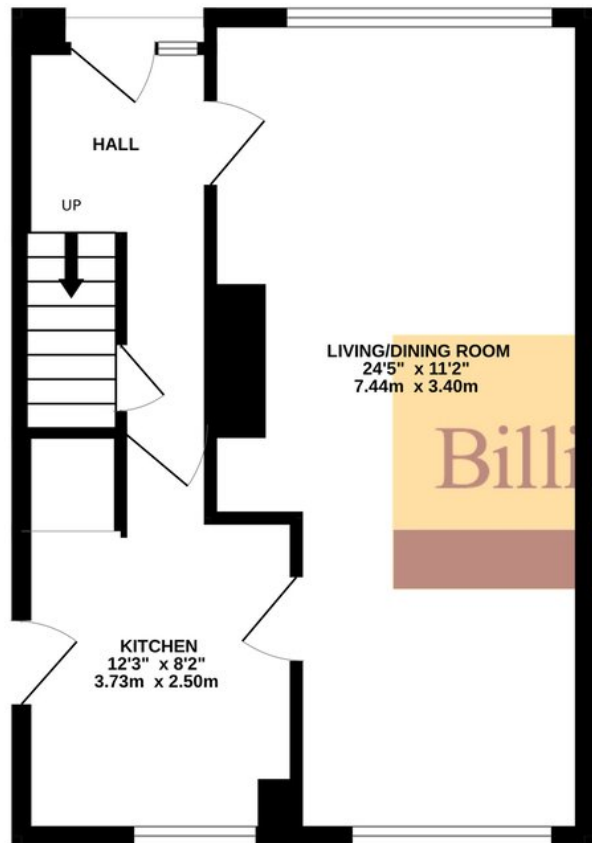 HALL
UP
LIVING/DINING ROOM
24'5" x 11'2"
7.44m x 3.40m
Billi
KITCHEN
12'3" x 8'2"
3.73m x 2.50m